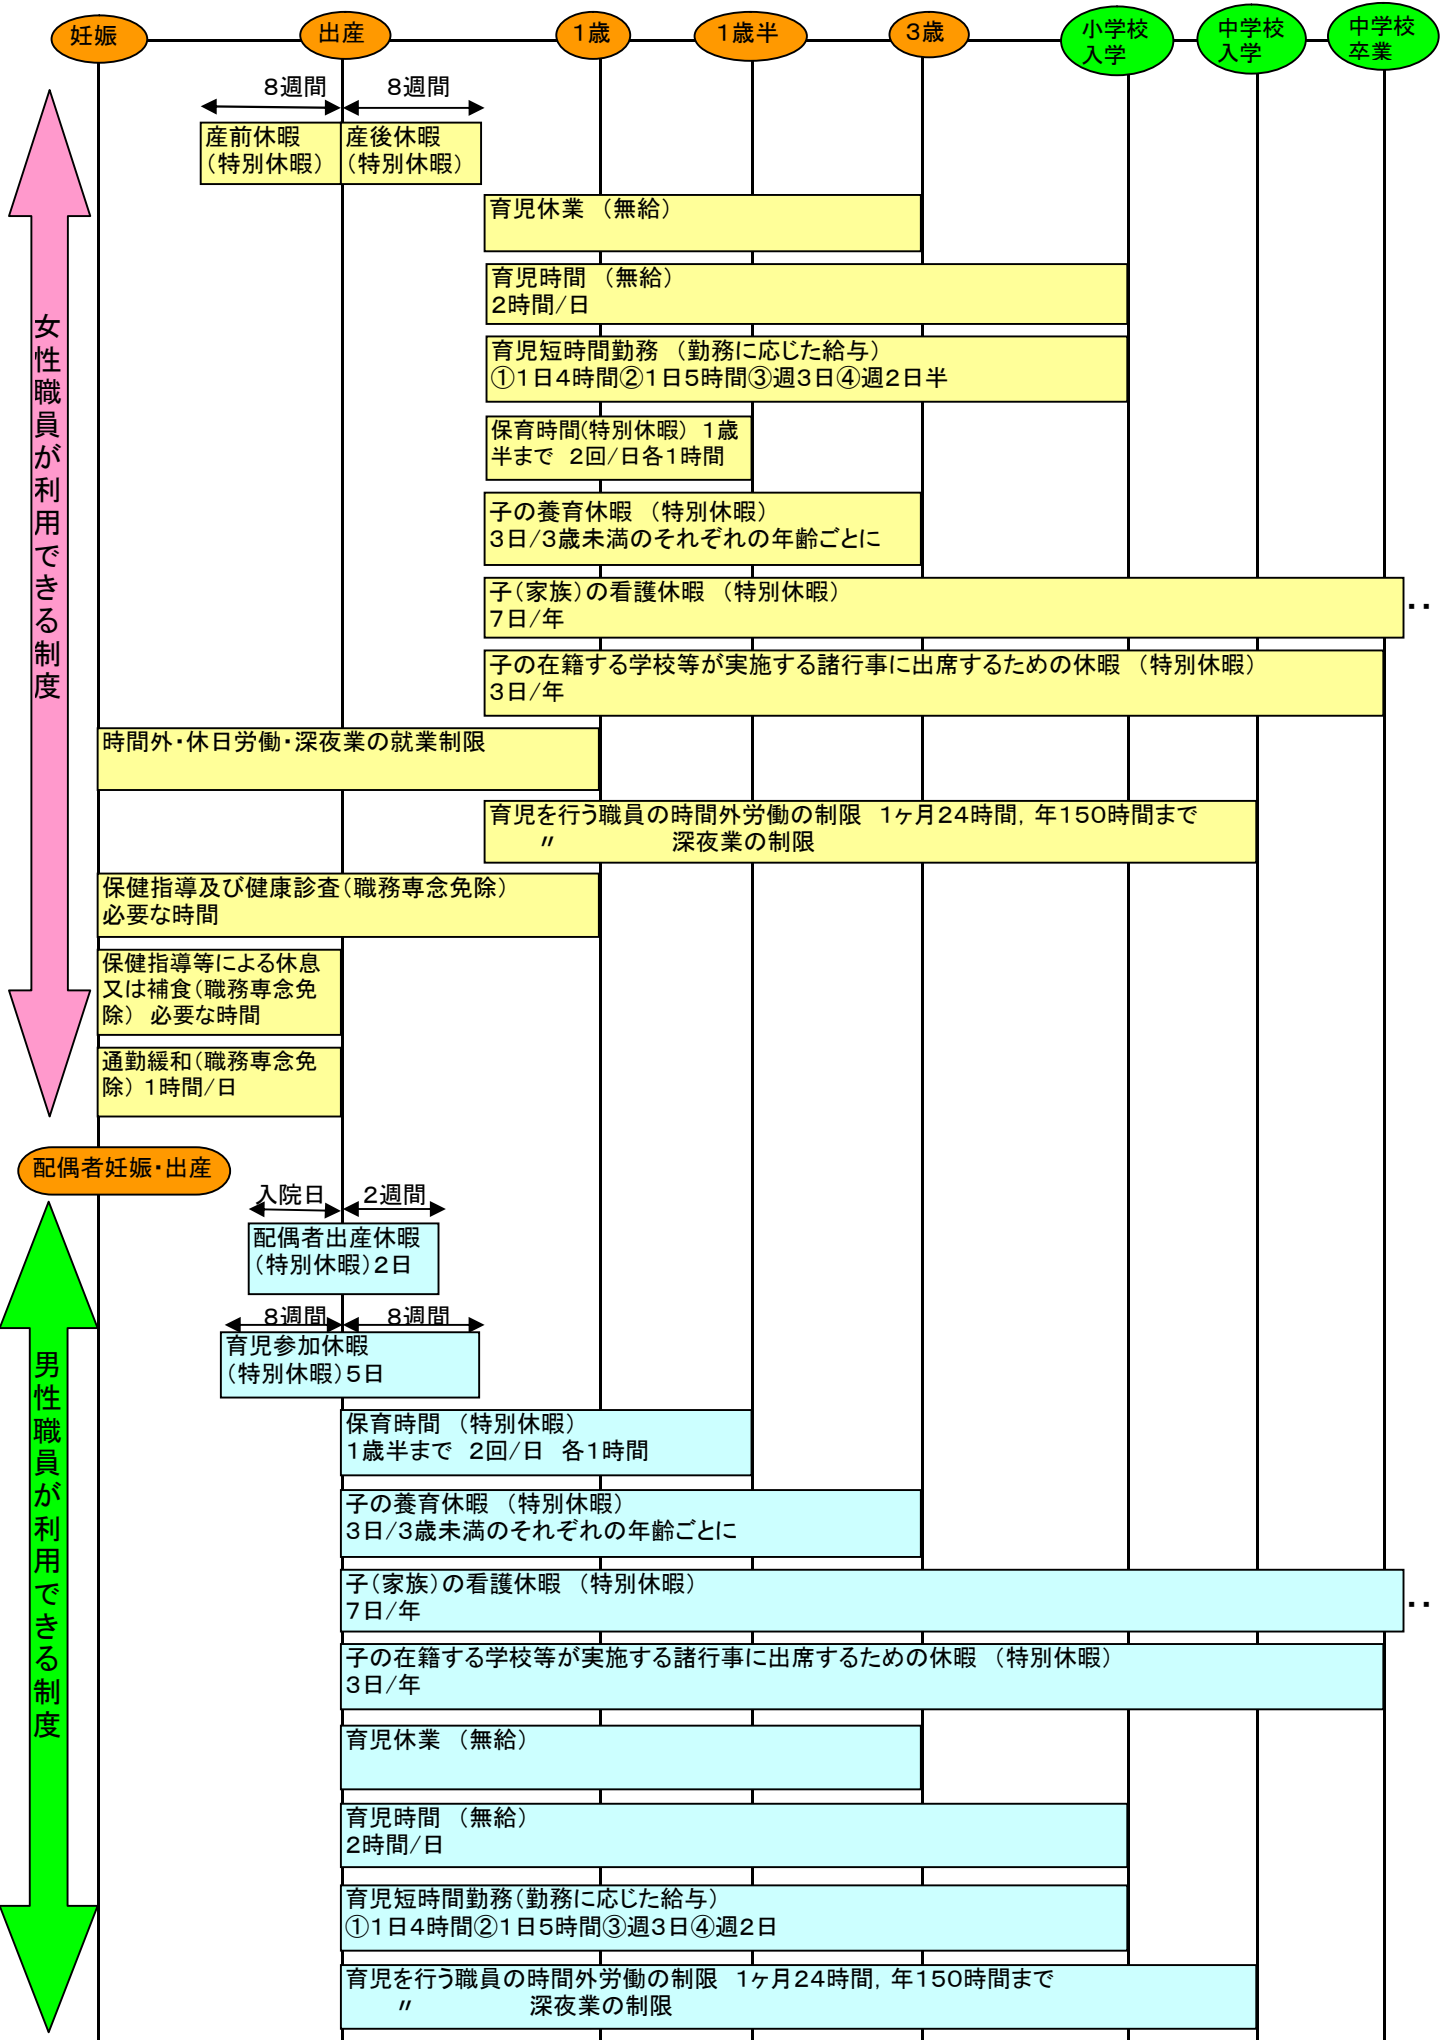 妊娠
出産
1歳
1歳半
3歳
小学校
入学
中学校
入学
中学校
卒業
8週間
8週間
産前休暇
（特別休暇）
産後休暇
（特別休暇）
育児休業　（無給）
育児時間　（無給）
2時間/日
育児短時間勤務　（勤務に応じた給与）
①1日4時間②1日5時間③週3日④週2日半
保育時間(特別休暇）　1歳
半まで　2回/日各1時間
子の養育休暇　（特別休暇）
3日/3歳未満のそれぞれの年齢ごとに
子（家族）の看護休暇　（特別休暇）
7日/年
‥
子の在籍する学校等が実施する諸行事に出席するための休暇　（特別休暇）
3日/年
時間外・休日労働・深夜業の就業制限
育児を行う職員の時間外労働の制限　1ヶ月24時間，年150時間まで
〃　　　　　深夜業の制限
保健指導及び健康診査（職務専念免除）
必要な時間
保健指導等による休息
又は補食（職務専念免
除）　必要な時間
通勤緩和（職務専念免
除）　1時間/日
女性職員が利用できる制度
配偶者妊娠・出産
入院日
2週間
配偶者出産休暇
（特別休暇）2日
8週間
8週間
育児参加休暇
（特別休暇）5日
保育時間　（特別休暇）
1歳半まで　2回/日　各1時間
子の養育休暇　（特別休暇）
3日/3歳未満のそれぞれの年齢ごとに
子（家族）の看護休暇　（特別休暇）
7日/年
‥
子の在籍する学校等が実施する諸行事に出席するための休暇　（特別休暇）
3日/年
育児休業　（無給）
育児時間　（無給）
2時間/日
育児短時間勤務（勤務に応じた給与）
①1日4時間②1日5時間③週3日④週2日
育児を行う職員の時間外労働の制限　1ヶ月24時間，年150時間まで
〃　　　　　深夜業の制限
男性職員が利用できる制度